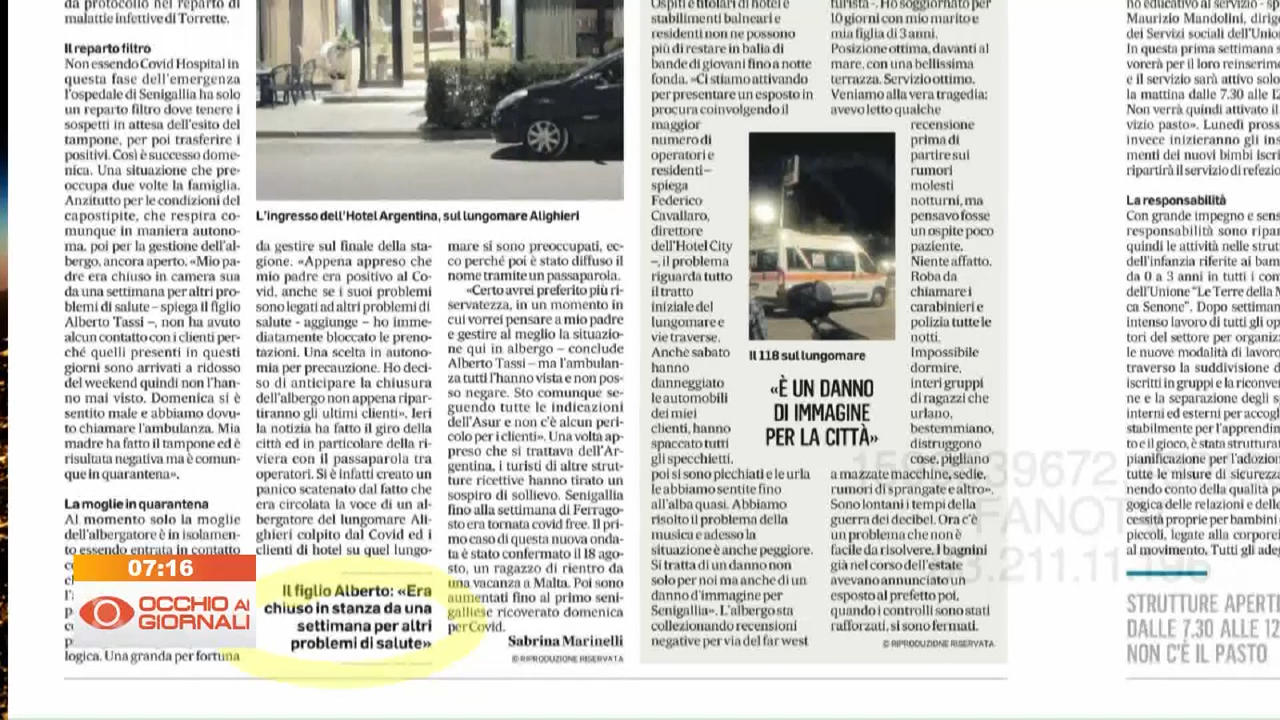 da protocollo nel reparto di
malattie infettive di Torrette.
Il reparto filtro
Non essendo Covid Hospital in
questa fase dell'emergenza
l'ospedale di Senigallia ha solo
un reparto filtro dove tenere i
sospetti in attesa dell'esito del
tampone, per poi trasferire i
positivi. Così è successo dome-
nica. Una situazione che pre-
occupa due volte la famiglia.
Anzitutto per le condizioni del
capostipite, che respira co-
munque in maniera autono-
ma, poi per la gestione dell'al-
bergo, ancora aperto. «Mio pa-
dre era chiuso in camera sua
da una settimana per altri pro-
blemi di salute – spiega il figlio
Alberto Tassi –, non ha avuto
alcun contatto con i clienti per-
ché quelli presenti in questi
giorni sono arrivati a ridosso
del weekend quindi non l'han-
no mai visto. Domenica si è
sentito male e abbiamo dovu-
to chiamare l'ambulanza. Mia
madre ha fatto il tampone ed è
risultata negativa ma è comun-
que in quarantena».
La moglie in quarantena
Al momento solo la moglie
dell'albergatore è in isolamen-
to essendo entrata in contatto
logica. Una granda per fortuna
L'ingresso dell'Hotel Argentina, sul lungomare Alighieri
da gestire sul finale della sta-
gione. «Appena appreso che
mio padre era positivo al Co-
vid, anche se i suoi problemi
sono legati ad altri problemi di
salute - aggiunge – ho imme-
diatamente bloccato le preno-
tazioni. Una scelta in autono-
mia per precauzione. Ho deci-
so di anticipare la chiusura
dell'albergo non appena ripar-
tiranno gli ultimi clienti». Ieri
la notizia ha fatto il giro della
città ed in particolare della ri-
viera con il passaparola tra
operatori. Si è infatti creato un
panico scatenato dal fatto che
era circolata la voce di un al-
bergatore del lungomare Ali-
ghieri colpito dal Covid ed i
clienti di hotel su quel lungo-
Il figlio Alberto: «Era
chiuso in stanza da una
settimana per altri
problemi di salute»
mare si sono preoccupati, ec-
co perché poi è stato diffuso il
nome tramite un passaparola.
«Certo avrei preferito più ri-
servatezza, in un momento in
cui vorrei pensare a mio padre
e gestire al meglio la situazio-
ne qui in albergo – conclude
Alberto Tassi – ma l'ambulan-
za tutti l'hanno vista e non pos-
so negare. Sto comunque se-
guendo tutte le indicazioni
dell'Asur e non c'è alcun peri-
colo per i clienti». Una volta ap-
preso che si trattava dell'Ar-
gentina, i turisti di altre strut-
ture ricettive hanno tirato un
sospiro di sollievo. Senigallia
fino alla settimana di Ferrago-
sto era tornata covid free. Il pri-
mo caso di questa nuova onda-
ta è stato confermato il 18 ago-
sto, un ragazzo di rientro da
una vacanza a Malta. Poi sono
aumentati fino al primo seni-
galliese ricoverato domenica
per Covid.
Sabrina Marinelli
© RIPRODUZIONE RISERVATA
Ospiti e titolari di hotel e
stabilimenti balneari e
residenti non ne possono
più di restare in balia di
bande di giovani fino a notte
fonda. «Ci stiamo attivando
per presentare un esposto in
procura coinvolgendo il
maggior
numero di
operatori e
residenti–
spiega
Federico
Cavallaro,
direttore
dell'Hotel City
–, il problema
riguarda tutto
il tratto
iniziale del
lungomare e
vie traverse.
Anche sabato
hanno
danneggiato
le automobili
dei miei
clienti, hanno
spaccato tutti
gli specchietti,
poi si sono picchiati e le urla
le abbiamo sentite fino
all'alba quasi. Abbiamo
risolto il problema della
musica e adesso la
situazione è anche peggiore.
Si tratta di un danno non
solo per noi ma anche di un
danno d'immagine per
Senigallia». L'albergo sta
collezionando recensioni
negative per via del far west
Il 118 sul lungomare
«È UN DANNO
DI IMMAGINE
PER LA CITTÀ»
turista -. Ho soggiornato per
10 giorni con mio marito e
mia figlia di 3 anni.
Posizione ottima, davanti al
mare, con una bellissima
terrazza. Servizio ottimo.
Veniamo alla vera tragedia:
avevo letto qualche
recensione
prima di
partire sui
rumori
molesti
notturni, ma
pensavo fosse
un ospite poco
paziente.
Niente affatto.
Roba da
chiamare i
carabinieri e
polizia tutte le
notti.
Impossibile
dormire,
interi gruppi
di ragazzi che
urlano,
bestemmiano,
distruggono
cose, pigliano
a mazzate macchine, sedie,
rumori di sprangate e altro».
Sono lontani i tempi della
guerra dei decibel. Ora c'è
un problema che non è
facile da risolvere. I bagnini
già nel corso dell'estate
avevano annunciato un
esposto al prefetto poi,
quando i controlli sono stati
rafforzati, si sono fermati.
© RIPRODUZIONE RISERVATA
no educativo al servizio - sp
Maurizio Mandolini, dirig
dei Servizi sociali dell'Unio
In questa prima settimana
vorerà per il loro reinserime
e il servizio sarà attivo solo
la mattina dalle 7.30 alle 12
Non verrà quindi attivato il
vizio pasto». Lunedì pross
invece inizieranno gli ins
menti dei nuovi bimbi iscri
ripartirà il servizio di refezio
La responsabilità
Con grande impegno e sens
responsabilità sono ripar
quindi le attività nelle strut
dell'infanzia riferite ai bam
da 0 a 3 anni in tutti i com
dell'Unione "Le Terre della M
ca Senone". Dopo settiman
intenso lavoro di tutti gli op
tori del settore per organizz
le nuove modalità di lavoro
traverso la suddivisione d
iscritti in gruppi e la riconve
ne e la separazione degli s
interni ed esterni per accogl
stabilmente per l'apprendin
to e il gioco, è stata struttura
pianificazione per l'adozion
tutte le misure di sicurezza
nendo conto della qualità p
gogica delle relazioni e delle
cessità proprie per bambini
piccoli, legate alla corporei
al movimento. Tutti gli ade
STRUTTURE APERTE
DALLE 7.30 ALLE 12
NON C'È IL PASTO
07:16
OCCHIO AI
GIORNALI